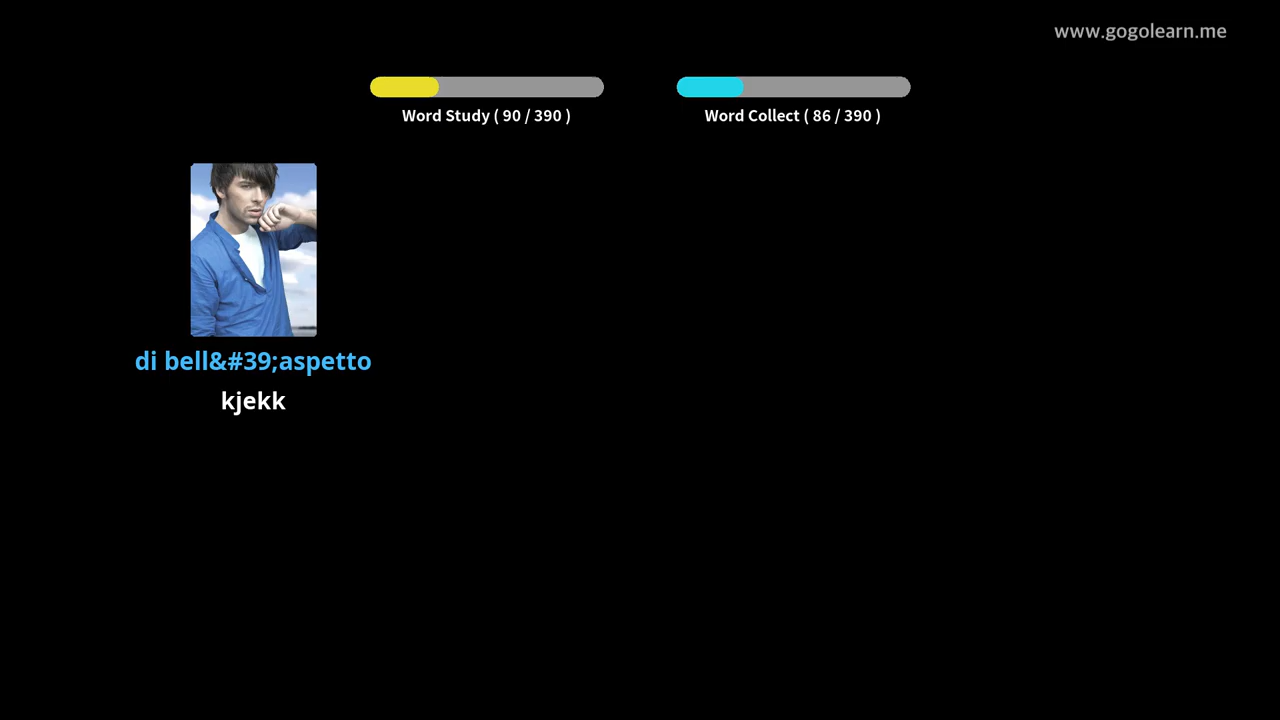 www.gogolearn.me
Word Study ( 90 / 390 )
Word Collect ( 86 / 390 )
di bell&#39;aspetto
kjekk